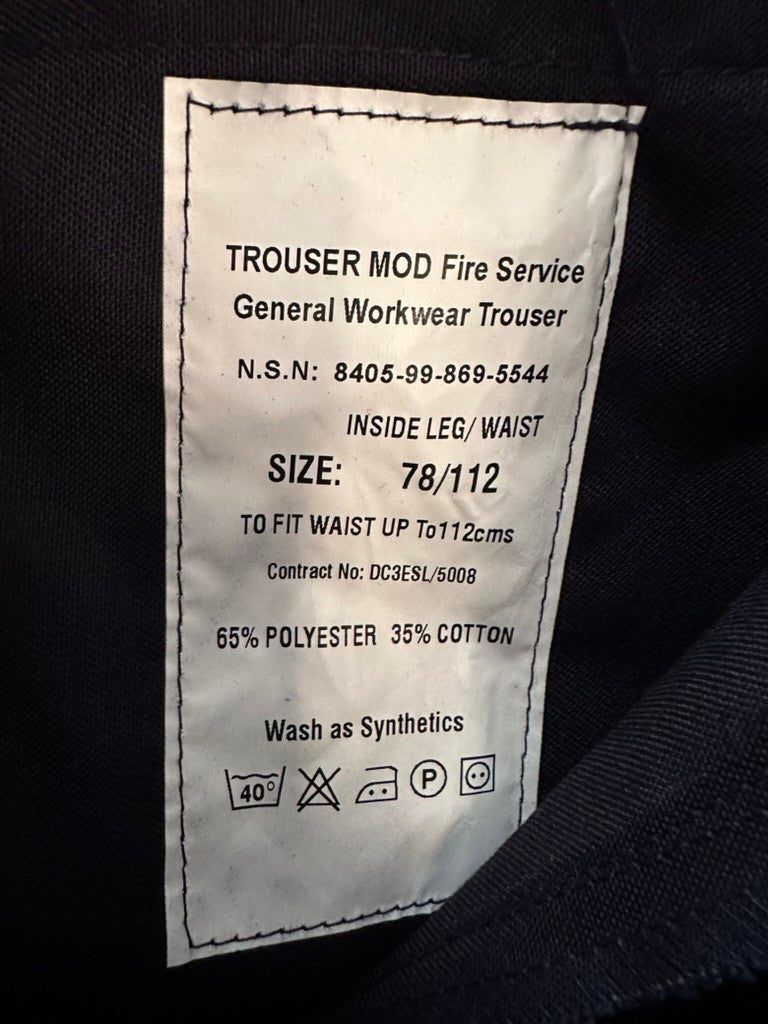 TROUSER MOD Fire Service
General Workwear Trouser
N.S.N: 8405-99-869-5544
INSIDE LEG/ WAIST
SIZE: 78/112
TO FIT WAIST UP To112cms
Contract No: DC3ESL/5008
65% POLYESTER 35% COTTON
Wash as Synthetics
40° P